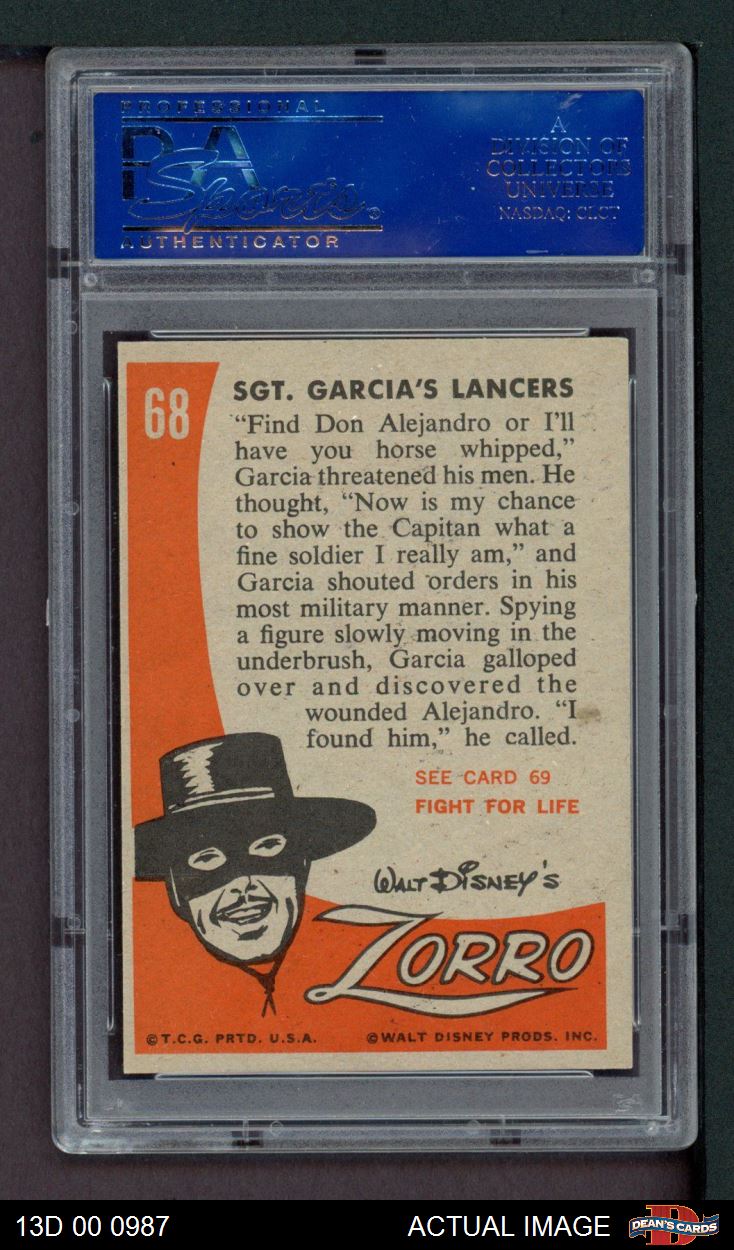 PROFESSIONAL
PSA
Sports
AUTHENTICATOR
A
DIVISION OF
COLLECTORS
UNIVERSE
NASDAQ: CLCT
68
SGT. GARCIA'S LANCERS
"Find Don Alejandro or I'll
have you horse whipped,"
Garcia threatened his men. He
thought, "Now is my chance
to show the Capitan what a
fine soldier I really am," and
Garcia shouted orders in his
most military manner. Spying
a figure slowly moving in the
underbrush, Garcia galloped
over and discovered the
wounded Alejandro. "I
found him," he called.
SEE CARD 69
FIGHT FOR LIFE
WALT DISNEY'S
ZORRO
©T.C.G. PRTD. U.S.A.
©WALT DISNEY PRODS. INC.
13D 00 0987
ACTUAL IMAGE
D
DEAN'S CARDS